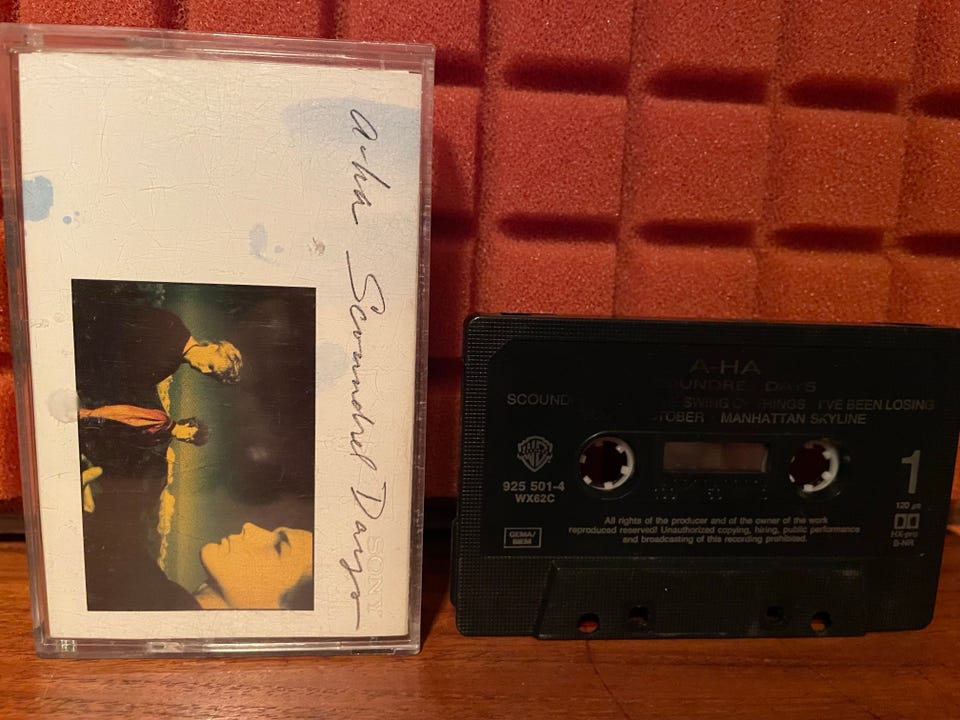 a-ha Scoundrel Days
SONY
A-HA
OUNDREL DAYS
SCOUND SWING OF THINGS I'VE BEEN LOSING
TOBER MANHATTAN SKYLINE
925 501-4
WX62C
1
120 µs
HX-pro
B-NR
GEMA/
BIEM
All rights of the producer and of the owner of the work
reproduced reserved! Unauthorized copying, hiring, public performance
and broadcasting of this recording prohibited.